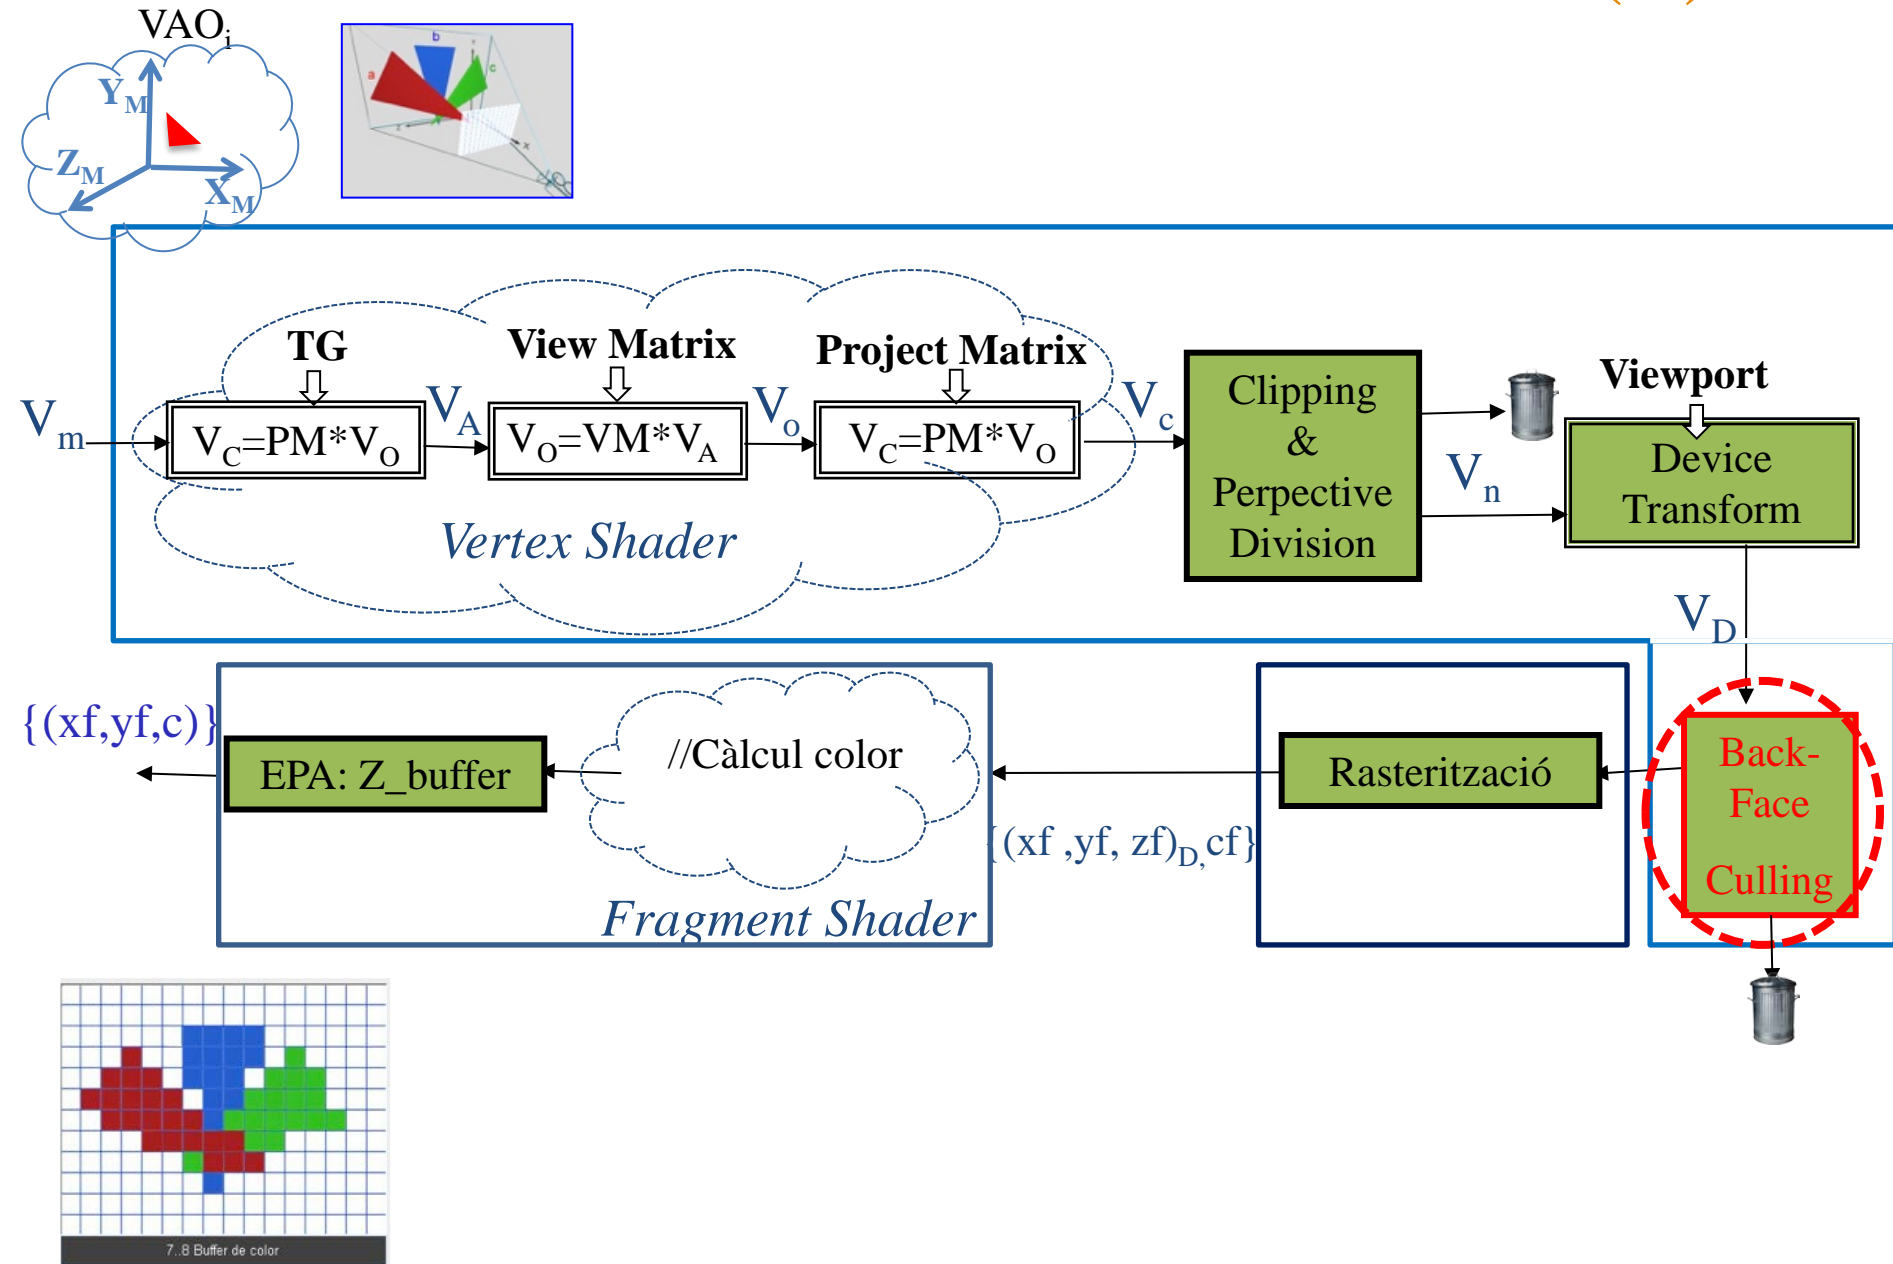 VAOi
YM
ZM
XM
a
b
c
z
x
TG
View Matrix
Project Matrix
Viewport
Vm
VC=PM*VO
VA
VO=VM*VA
Vo
VC=PM*VO
Vc
Clipping
&
Perpective
Division
Vn
Device
Transform
Vertex Shader
VD
{(xf,yf,c)}
EPA: Z_buffer
//Càlcul color
Fragment Shader
{(xf ,yf, zf)D,cf}
Rasterització
Back-
Face
Culling
7..8 Buffer de color